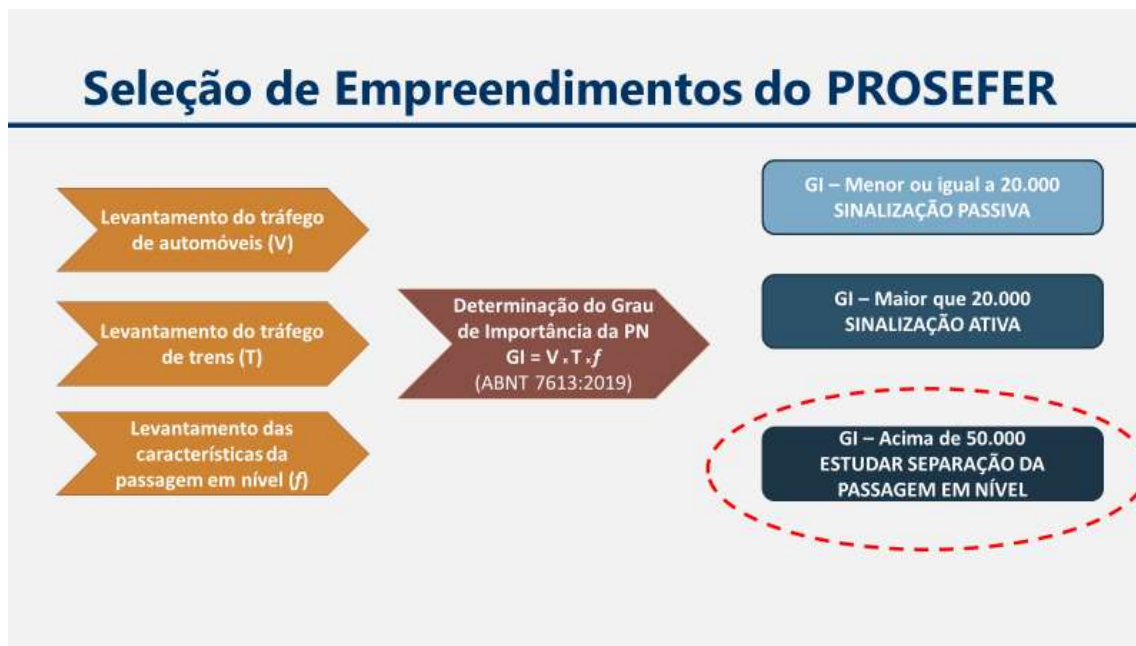 Seleção de Empreendimentos do PROSEFER
Levantamento do tráfego
de automóveis (V)
Levantamento do tráfego
de trens (T)
Levantamento das
características da
passagem em nível (f)
Determinação do Grau
de Importância da PN
GI = V x T x f
(ABNT 7613:2019)
GI – Menor ou igual a 20.000
SINALIZAÇÃO PASSIVA
GI – Maior que 20.000
SINALIZAÇÃO ATIVA
GI – Acima de 50.000
ESTUDAR SEPARAÇÃO DA
PASSAGEM EM NÍVEL